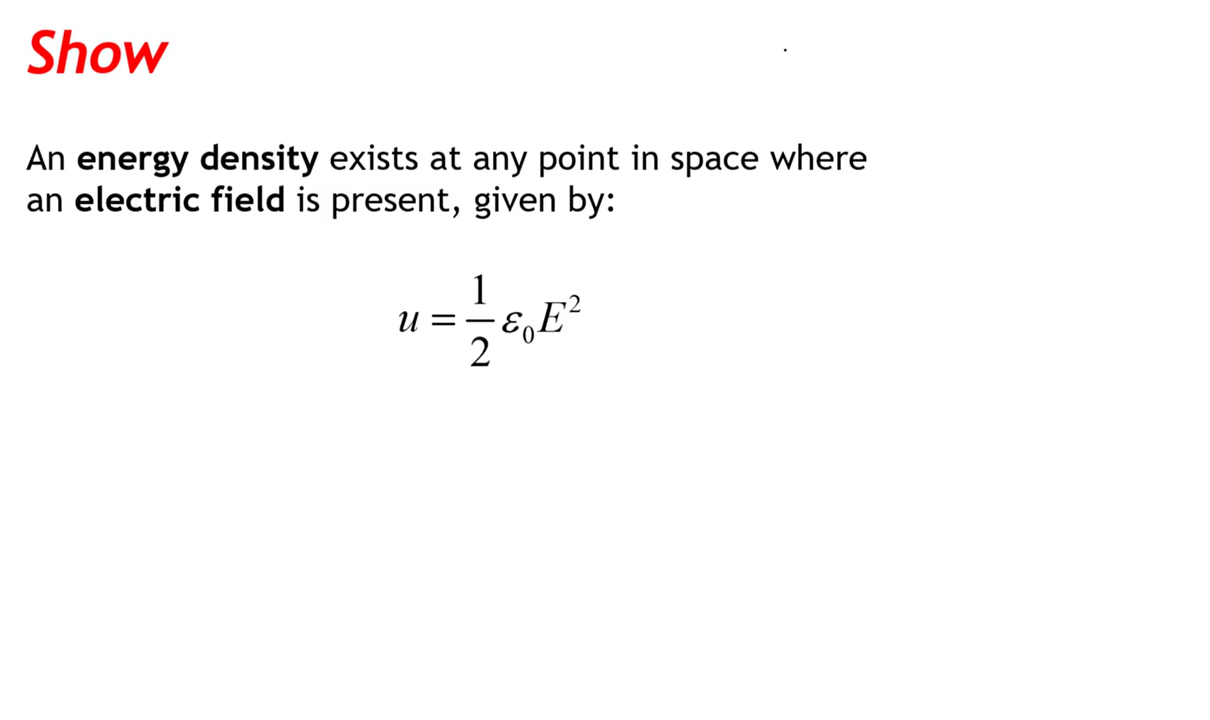 Show
An energy density exists at any point in space where
an electric field is present, given by:
u = \frac{1}{2} ε₀E²